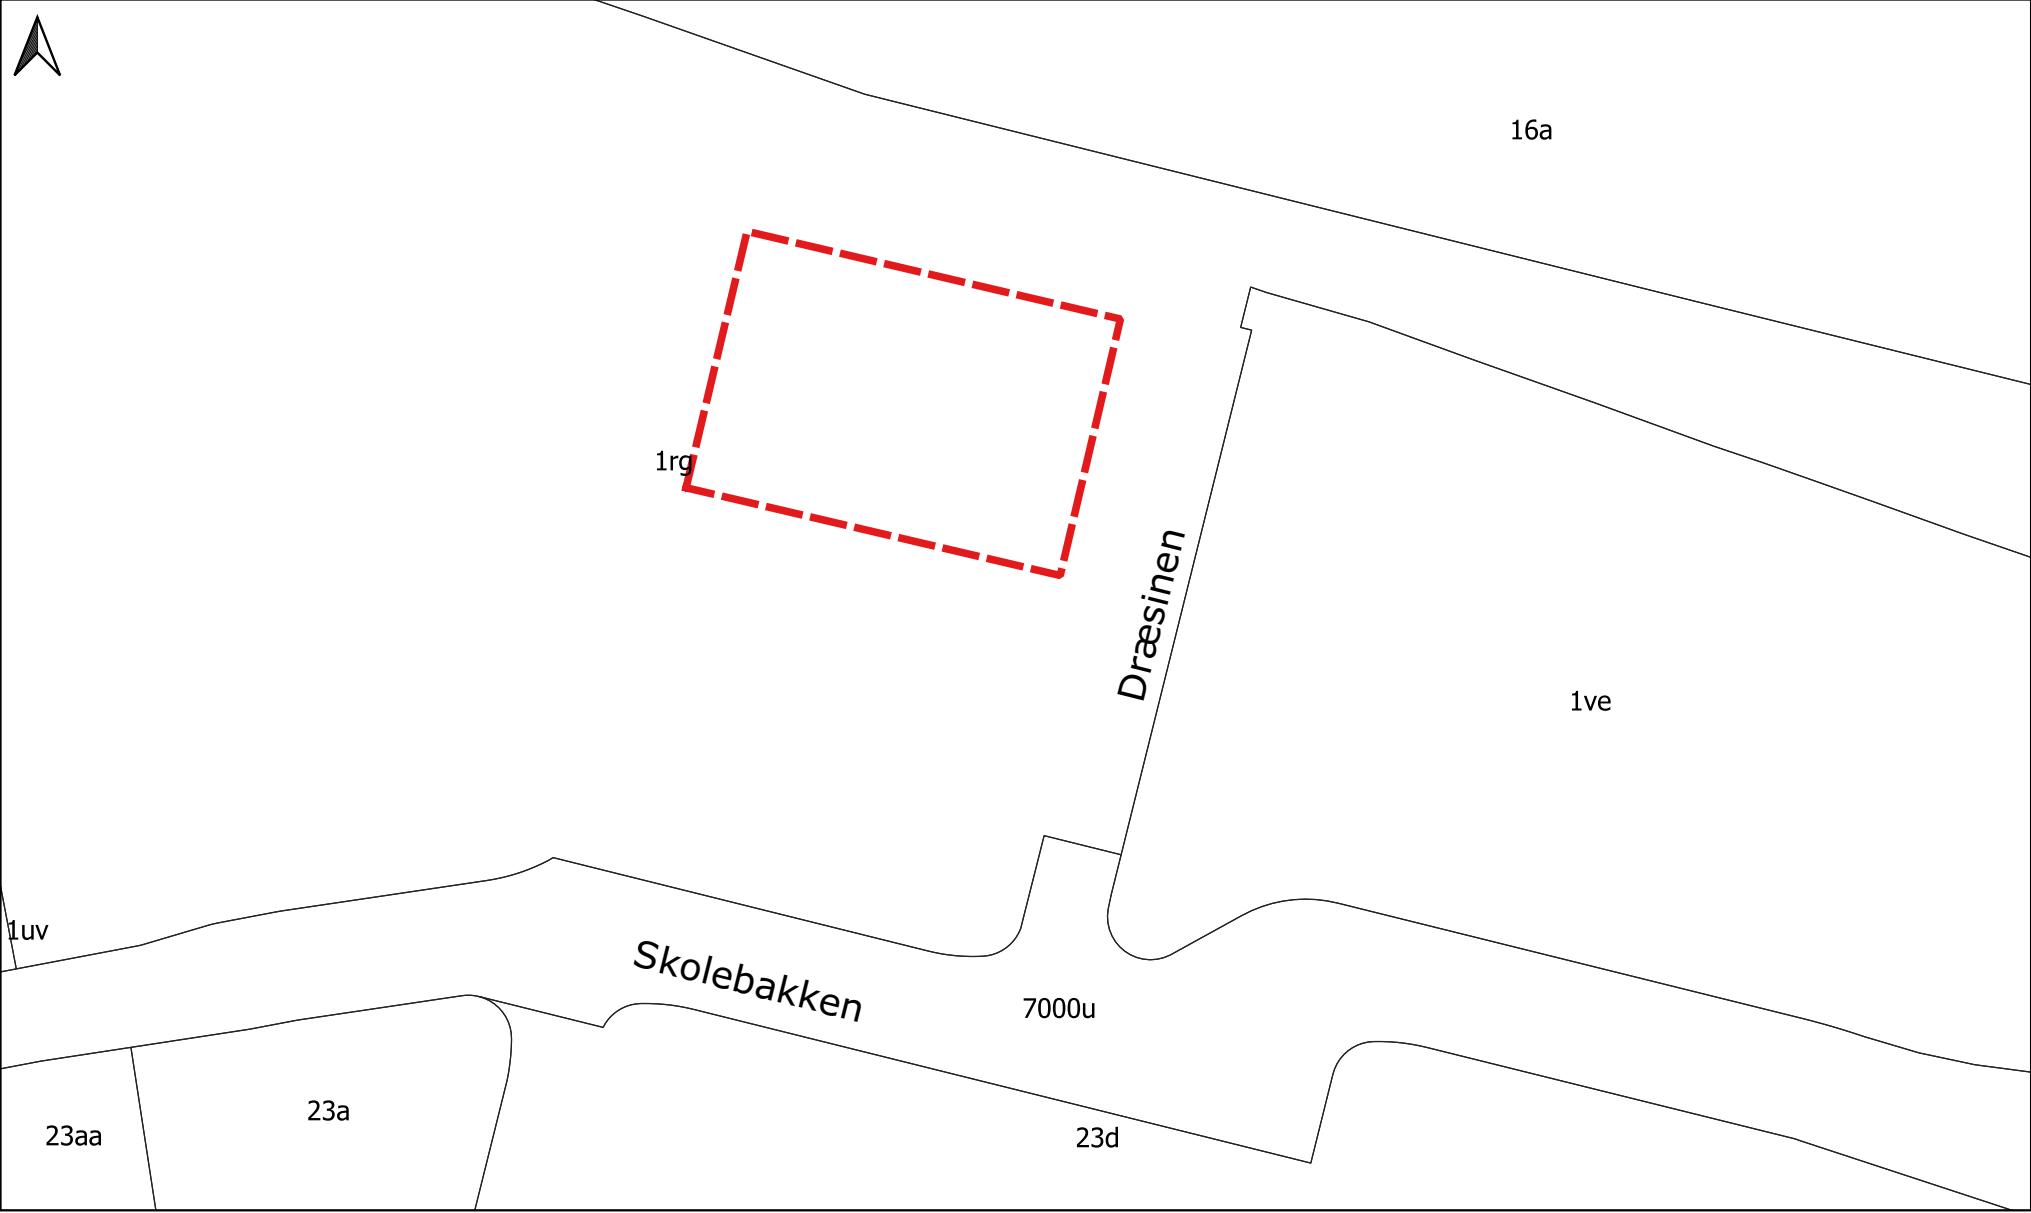 16a
1rg
Dræsinen
1ve
1uv
Skolebakken
7000u
23a
23aa
23d